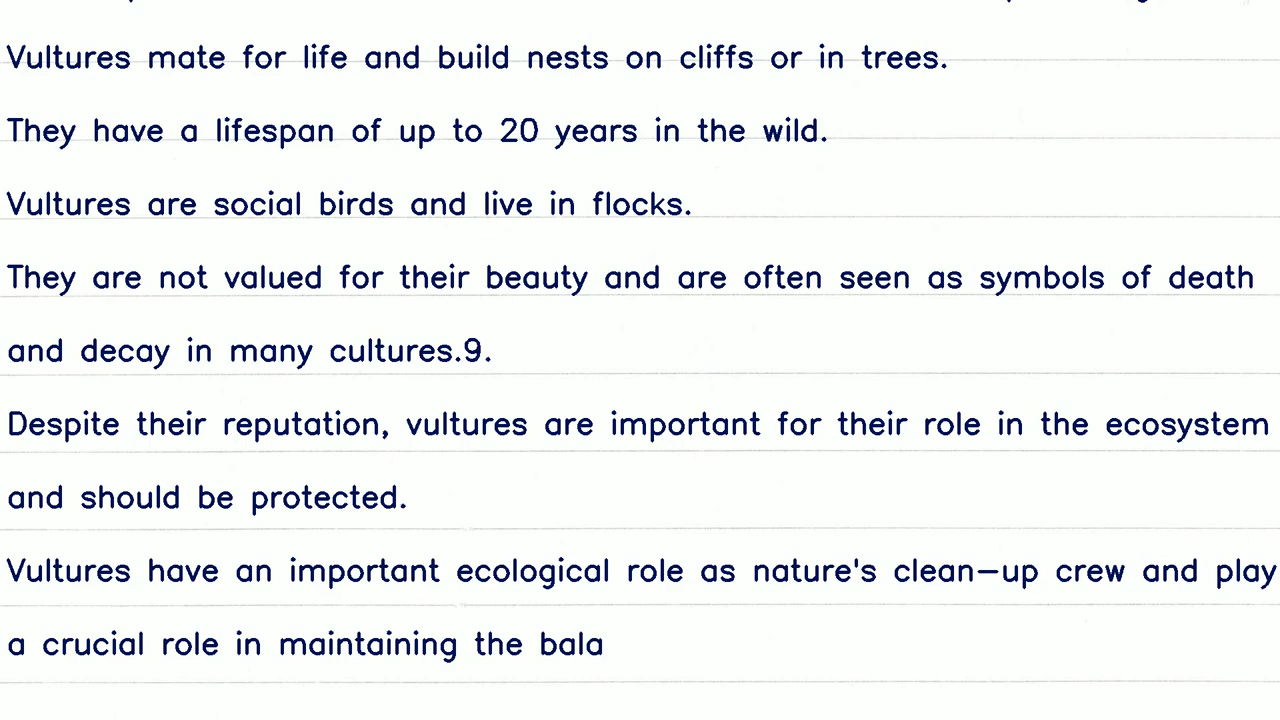 Vultures mate for life and build nests on cliffs or in trees.
They have a lifespan of up to 20 years in the wild.
Vultures are social birds and live in flocks.
They are not valued for their beauty and are often seen as symbols of death
and decay in many cultures.9.
Despite their reputation, vultures are important for their role in the ecosystem
and should be protected.
Vultures have an important ecological role as nature's clean-up crew and play
a crucial role in maintaining the bala